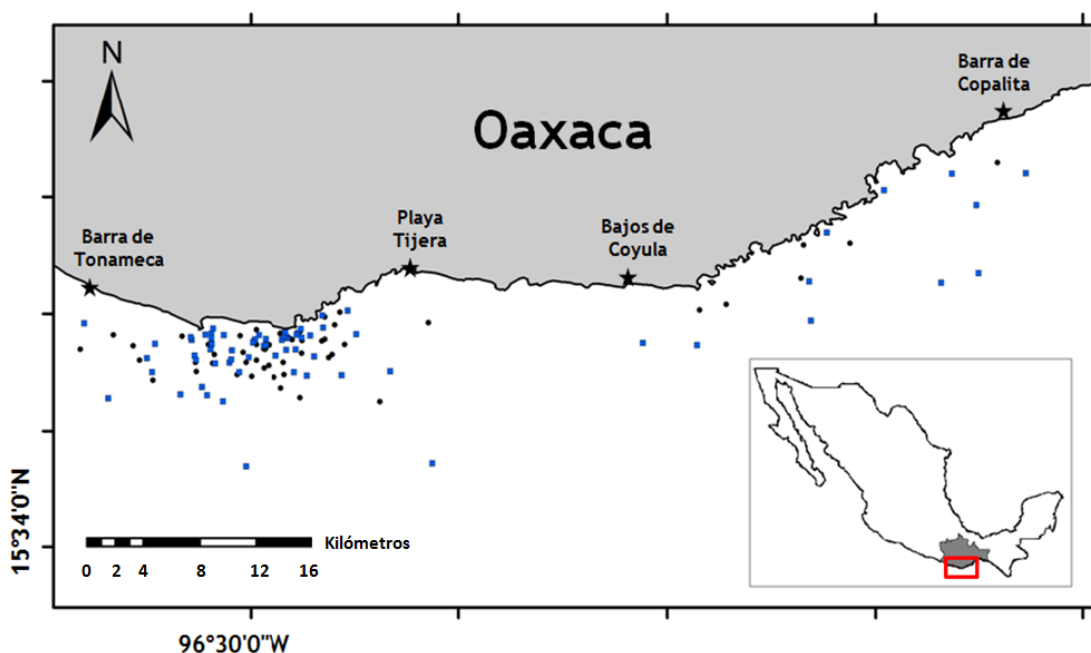 N
Oaxaca
Barra de
Copalita
Playa
Tijera
Barra de
Tonameca
Bajos de
Coyula
15°34'0"N
Kilómetros
0 2 4 8 12 16
96°30'0"W